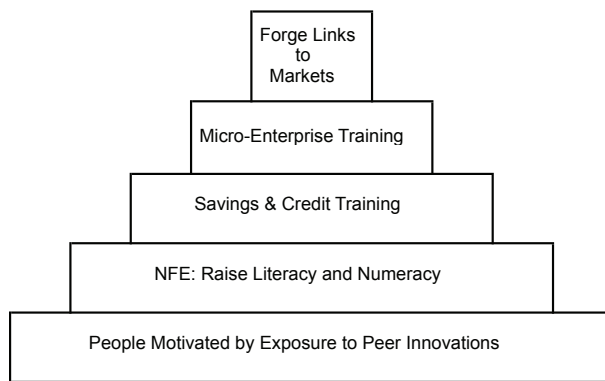 Forge Links
to
Markets
Micro-Enterprise Training
Savings & Credit Training
NFE: Raise Literacy and Numeracy
People Motivated by Exposure to Peer Innovations